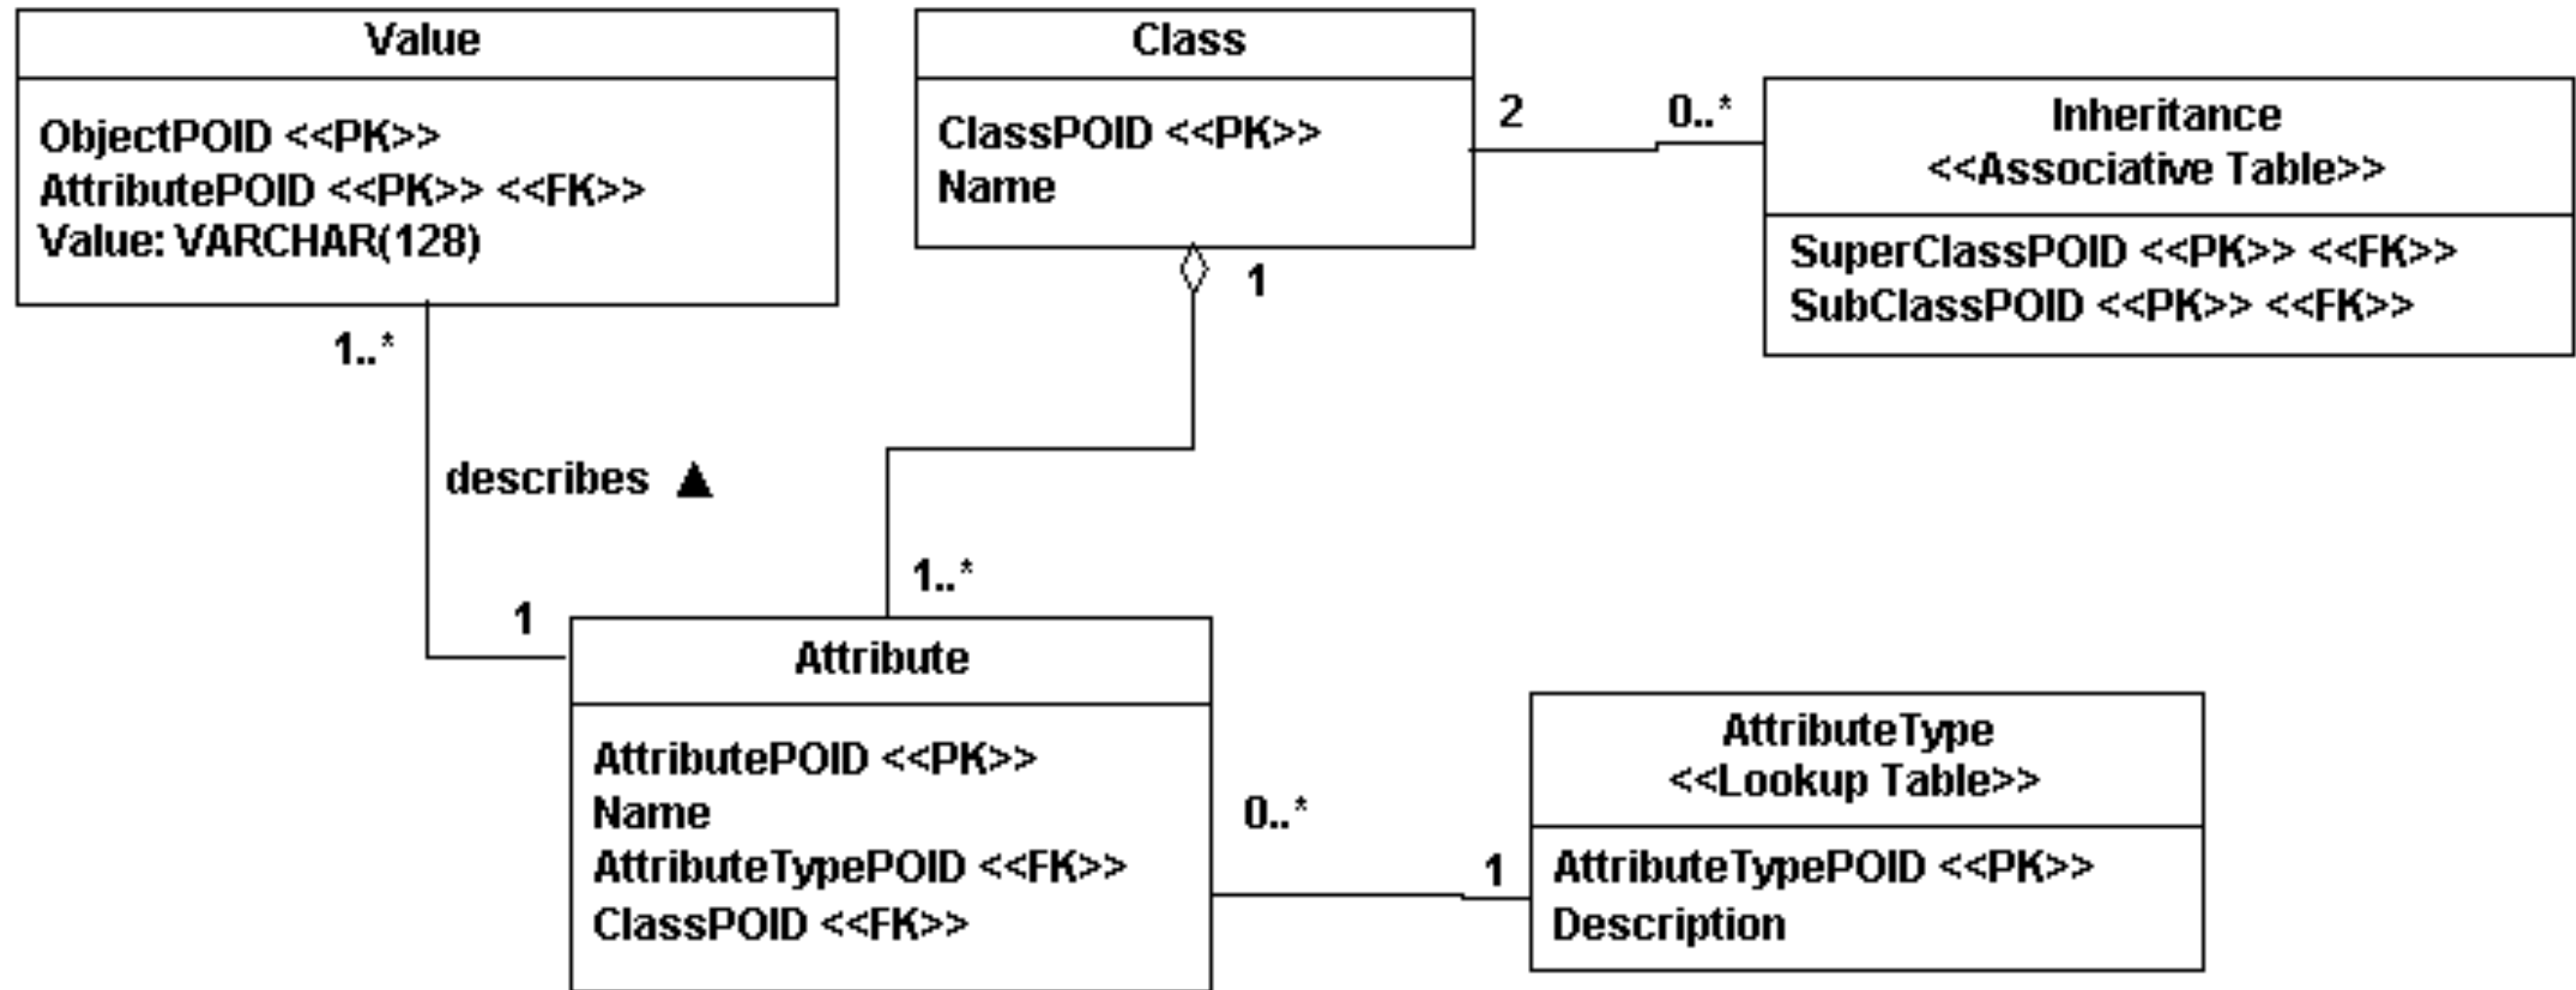 Value
ObjectPOID <<PK>>
AttributePOID <<PK>> <<FK>>
Value: VARCHAR(128)
Class
ClassPOID <<PK>>
Name
2
0..*
Inheritance
<<Associative Table>>
SuperClassPOID <<PK>> <<FK>>
SubClassPOID <<PK>> <<FK>>
1
1..*
describes ▲
1..*
1
Attribute
AttributePOID <<PK>>
Name
AttributeTypePOID <<FK>>
ClassPOID <<FK>>
0..*
1
AttributeType
<<Lookup Table>>
AttributeTypePOID <<PK>>
Description